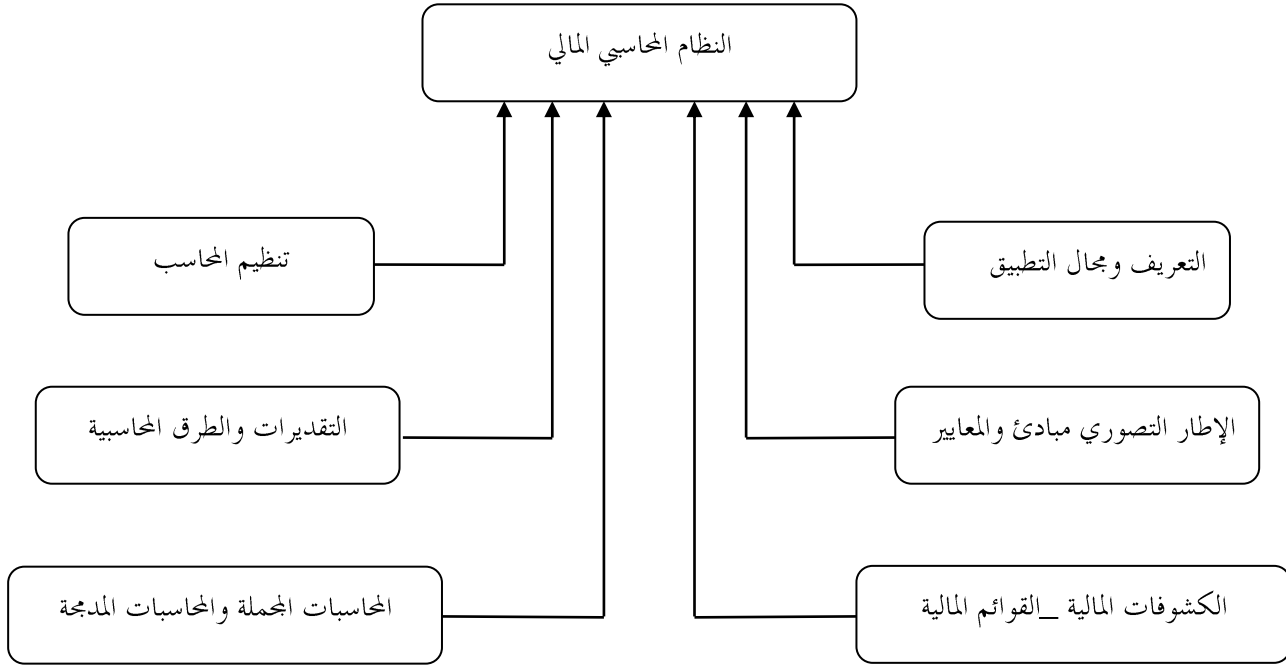 النظام المحاسبي المالي
التعريف ومجال التطبيق
تنظيم المحاسب
الإطار التصوري مبادئ والمعايير
التقديرات والطرق المحاسبية
الكشوفات المالية _القوائم المالية
المحاسبات المجملة والمحاسبات المدمجة